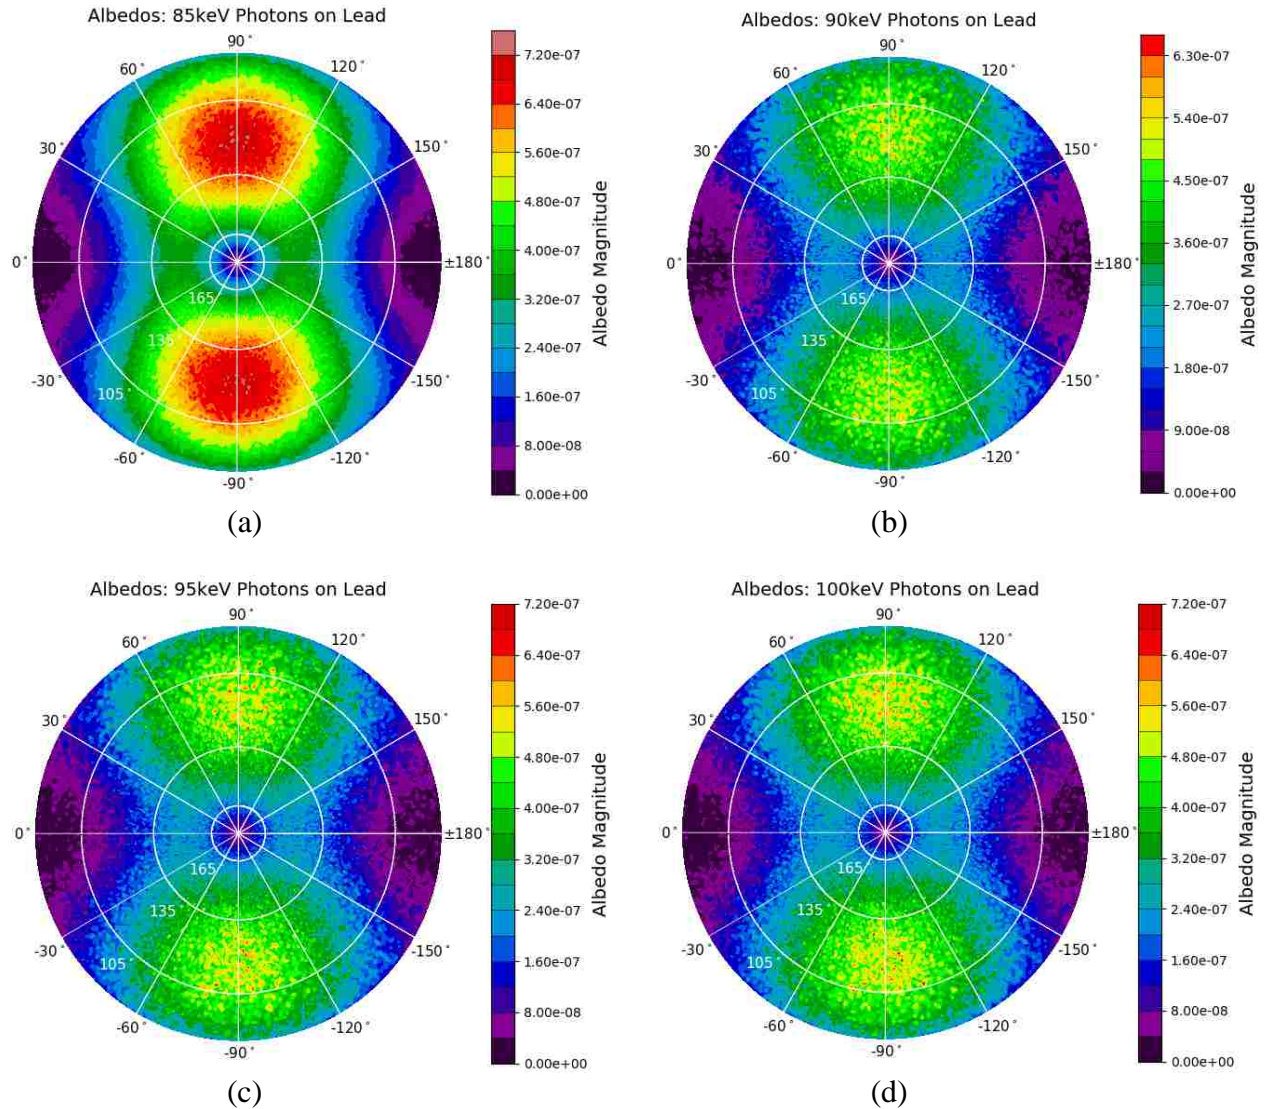 Albedos: 85keV Photons on Lead
90°
60°
120°
30°
150°
0°
±180°
165
135
105°
-30°
-150°
-60°
-120°
-90°
7.20e-07
6.40e-07
5.60e-07
4.80e-07
4.00e-07
3.20e-07
2.40e-07
1.60e-07
8.00e-08
0.00e+00
Albedo Magnitude
(a)
Albedos: 90keV Photons on Lead
90°
60°
120°
30°
150°
0°
±180°
165°
135°
105°
-30°
-150°
-60°
-120°
-90°
6.30e-07
5.40e-07
4.50e-07
3.60e-07
2.70e-07
1.80e-07
9.00e-08
0.00e+00
Albedo Magnitude
(b)
Albedos: 95keV Photons on Lead
90°
60°
120°
30°
150°
0°
±180°
165°
135°
105°
-30°
-150°
-60°
-120°
-90°
7.20e-07
6.40e-07
5.60e-07
4.80e-07
4.00e-07
3.20e-07
2.40e-07
1.60e-07
8.00e-08
0.00e+00
Albedo Magnitude
(c)
Albedos: 100keV Photons on Lead
90°
60°
120°
30°
150°
0°
±180°
165°
135°
105°
-30°
-150°
-60°
-120°
-90°
7.20e-07
6.40e-07
5.60e-07
4.80e-07
4.00e-07
3.20e-07
2.40e-07
1.60e-07
8.00e-08
0.00e+00
Albedo Magnitude
(d)